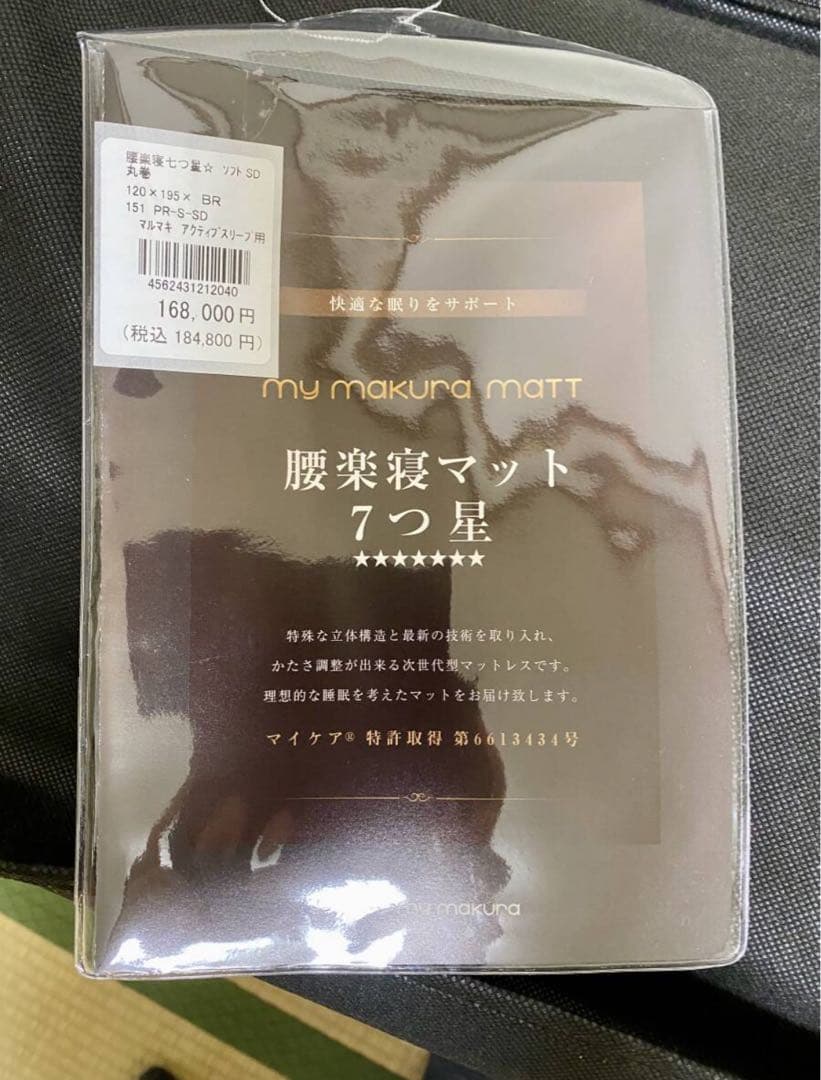 腰楽寝七つ星☆ ソフト SD
丸巻
120×195× BR
151 PR-S-SD
マルマキ アクティブスリープ用
4562431212040
168,000円
(税込 184,800 円)
快適な眠りをサポート
my makura matt
腰楽寝マット
7つ星
★★★★★★★
特殊な立体構造と最新の技術を取り入れ、
かたさ調整が出来る次世代型マットレスです。
理想的な睡眠を考えたマットをお届け致します。
マイケア® 特許取得 第6613434号
my makura